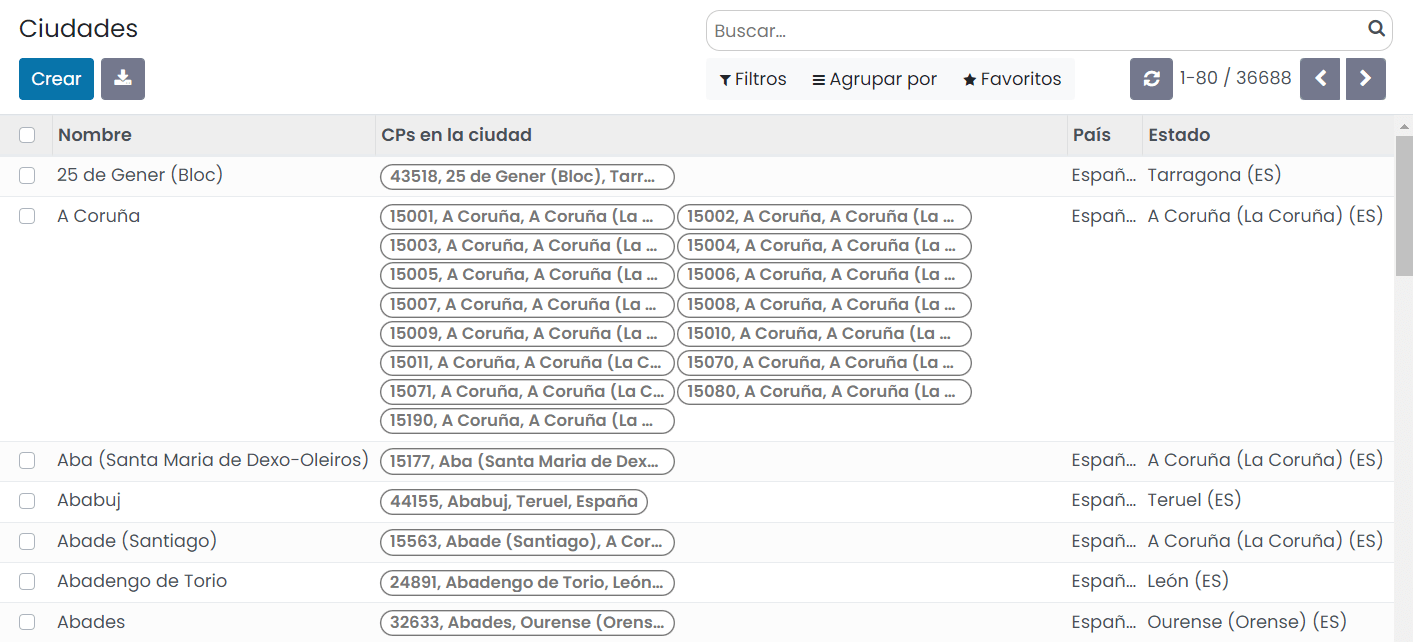 Ciudades
Buscar...
Crear
Filtros Agrupar por Favoritos 1-80 / 36688
Nombre CPs en la ciudad País Estado
25 de Gener (Bloc) 43518, 25 de Gener (Bloc), Tarr... Españ... Tarragona (ES)
A Coruña 15001, A Coruña, A Coruña (La ... 15002, A Coruña, A Coruña (La ... Españ... A Coruña (La Coruña) (ES)
15003, A Coruña, A Coruña (La ... 15004, A Coruña, A Coruña (La ...
15005, A Coruña, A Coruña (La ... 15006, A Coruña, A Coruña (La ...
15007, A Coruña, A Coruña (La ... 15008, A Coruña, A Coruña (La ...
15009, A Coruña, A Coruña (La ... 15010, A Coruña, A Coruña (La ...
15011, A Coruña, A Coruña (La C... 15070, A Coruña, A Coruña (La ...
15071, A Coruña, A Coruña (La C... 15080, A Coruña, A Coruña (La ...
15190, A Coruña, A Coruña (La ...
Aba (Santa Maria de Dexo-Oleiros) 15177, Aba (Santa Maria de Dex... Españ... A Coruña (La Coruña) (ES)
Ababuj 44155, Ababuj, Teruel, España Españ... Teruel (ES)
Abade (Santiago) 15563, Abade (Santiago), A Cor... Españ... A Coruña (La Coruña) (ES)
Abadengo de Torio 24891, Abadengo de Torio, León... Españ... León (ES)
Abades 32633, Abades, Ourense (Orens... Españ... Ourense (Orense) (ES)